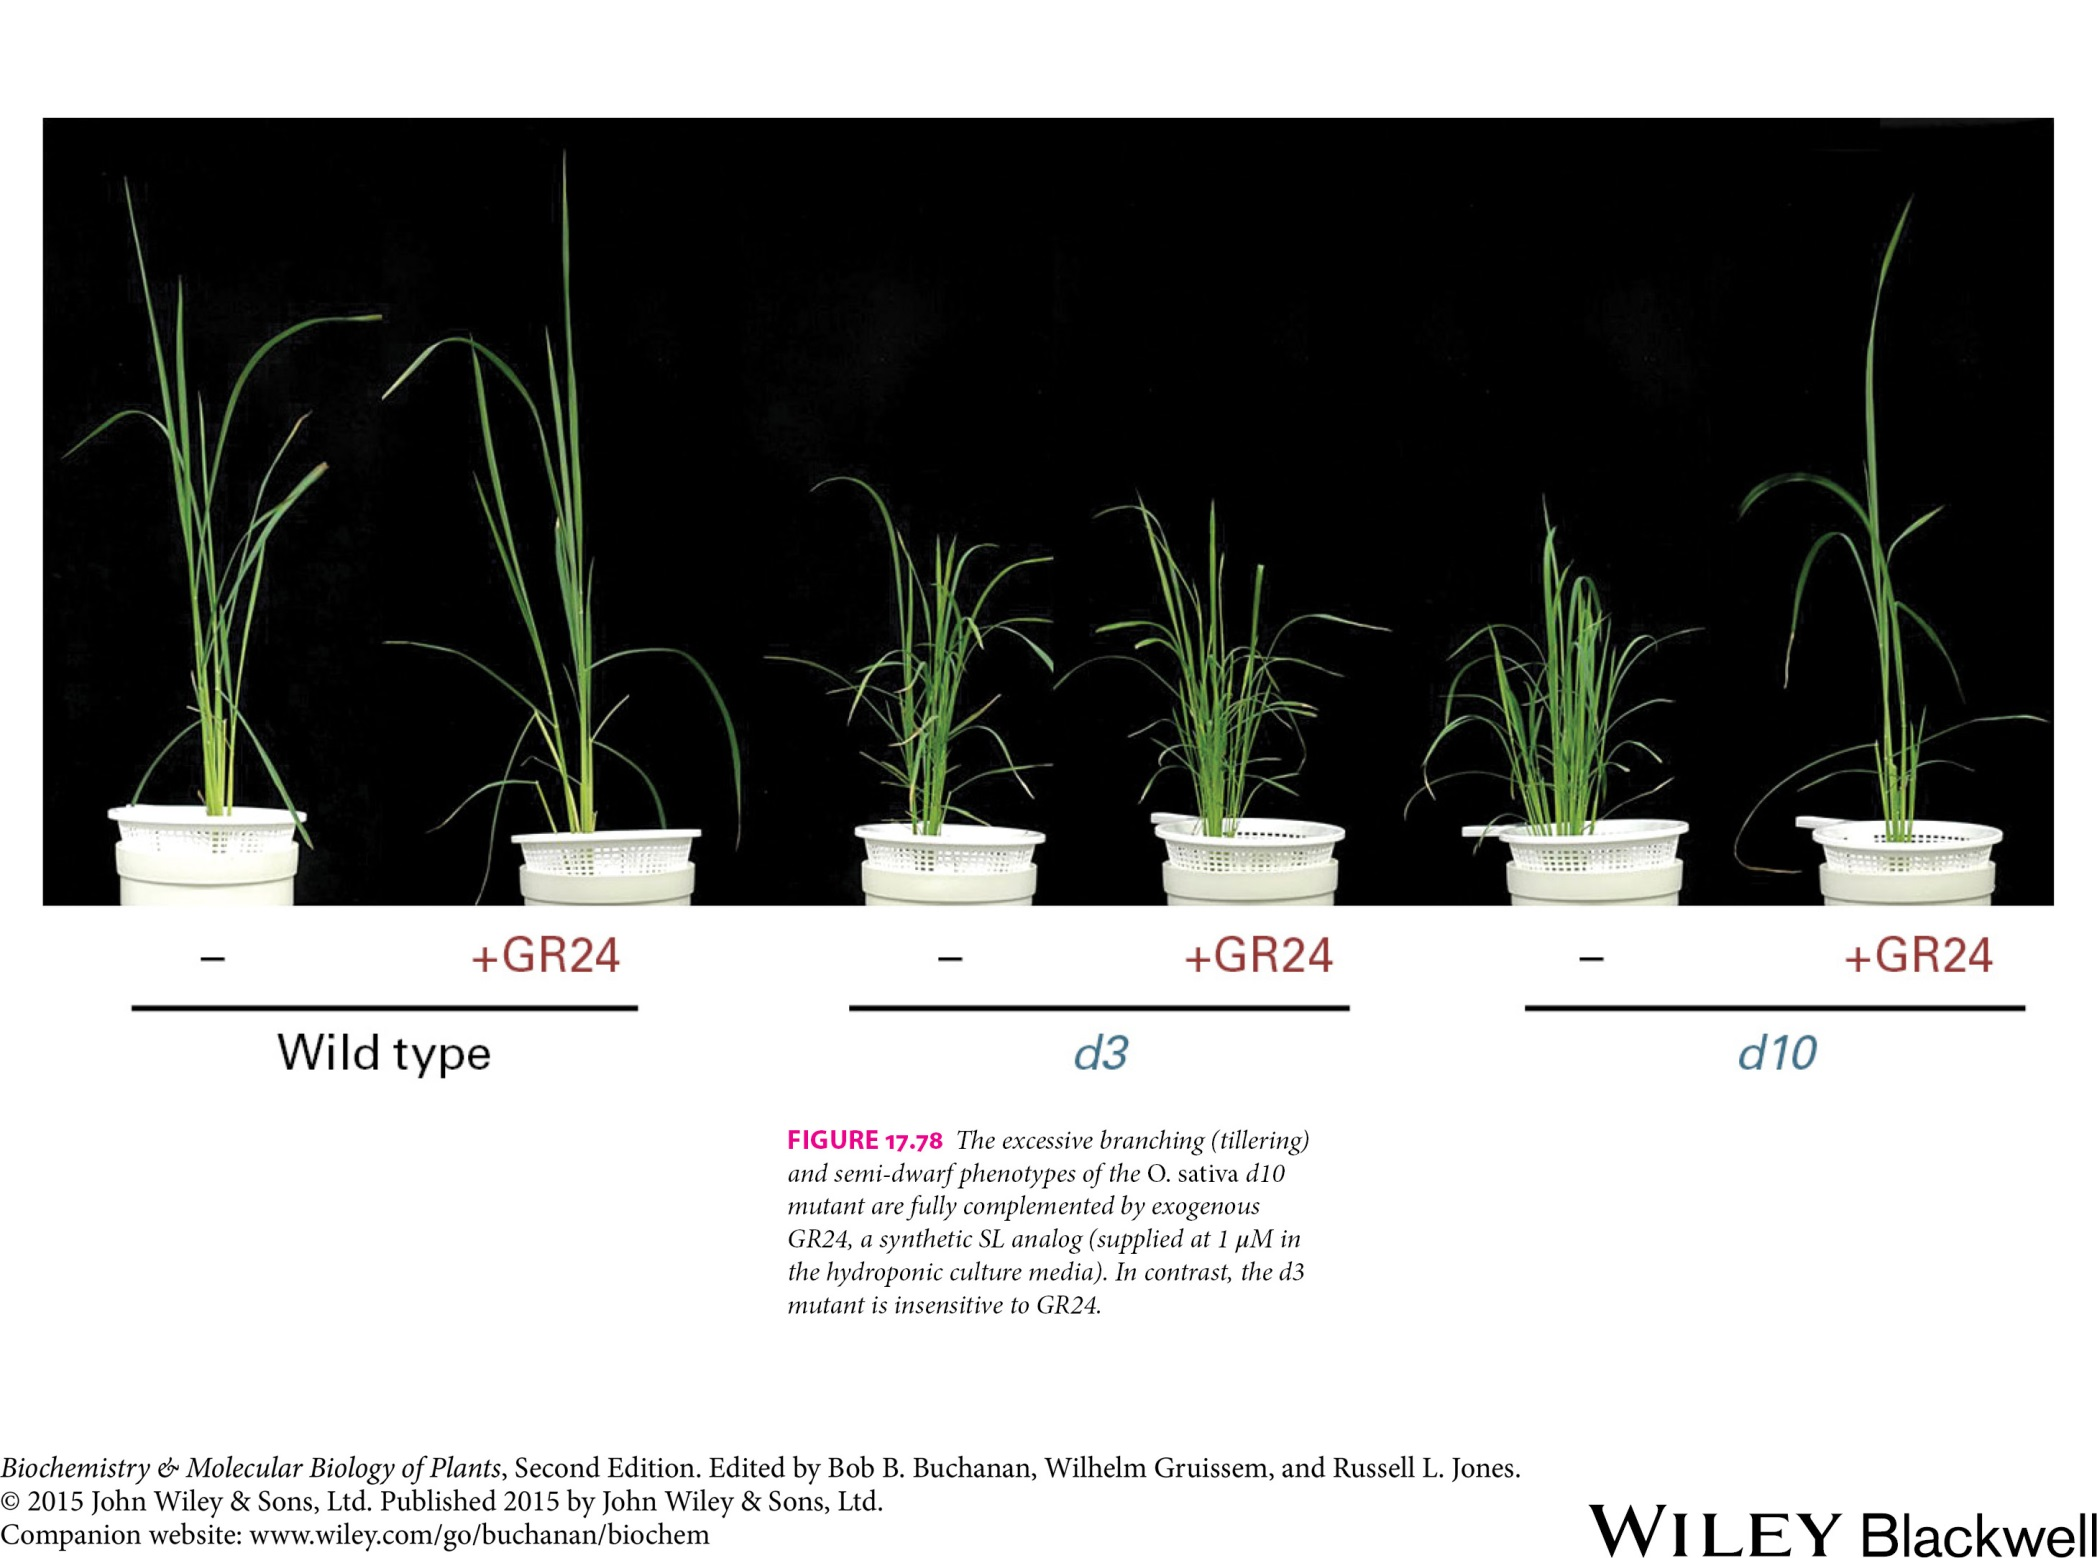 – +GR24 – +GR24 – +GR24
Wild type d3 d10
FIGURE 17.78 The excessive branching (tillering)
and semi-dwarf phenotypes of the O. sativa d10
mutant are fully complemented by exogenous
GR24, a synthetic SL analog (supplied at 1 μM in
the hydroponic culture media). In contrast, the d3
mutant is insensitive to GR24.
Biochemistry & Molecular Biology of Plants, Second Edition. Edited by Bob B. Buchanan, Wilhelm Gruissem, and Russell L. Jones.
© 2015 John Wiley & Sons, Ltd. Published 2015 by John Wiley & Sons, Ltd.
Companion website: www.wiley.com/go/buchanan/biochem
WILEY Blackwell